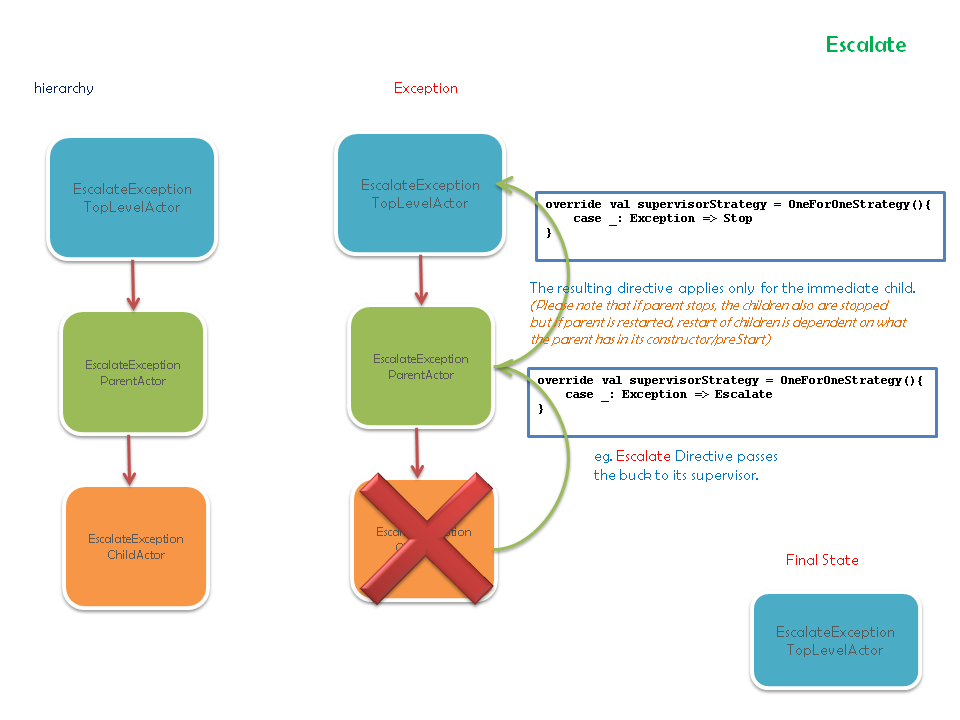 Escalate
hierarchy
Exception
EscalateException
TopLevelActor
EscalateException
TopLevelActor
override val supervisorStrategy = OneForOneStrategy(){
case _: Exception => Stop
}
The resulting directive applies only for the immediate child.
(Please note that if parent stops, the children also are stopped
but if parent is restarted, restart of children is dependent on what
the parent has in its constructor/preStart)
EscalateException
ParentActor
EscalateException
ParentActor
override val supervisorStrategy = OneForOneStrategy(){
case _: Exception => Escalate
}
eg. Escalate Directive passes
the buck to its supervisor.
EscalateException
ChildActor
Final State
EscalateException
TopLevelActor